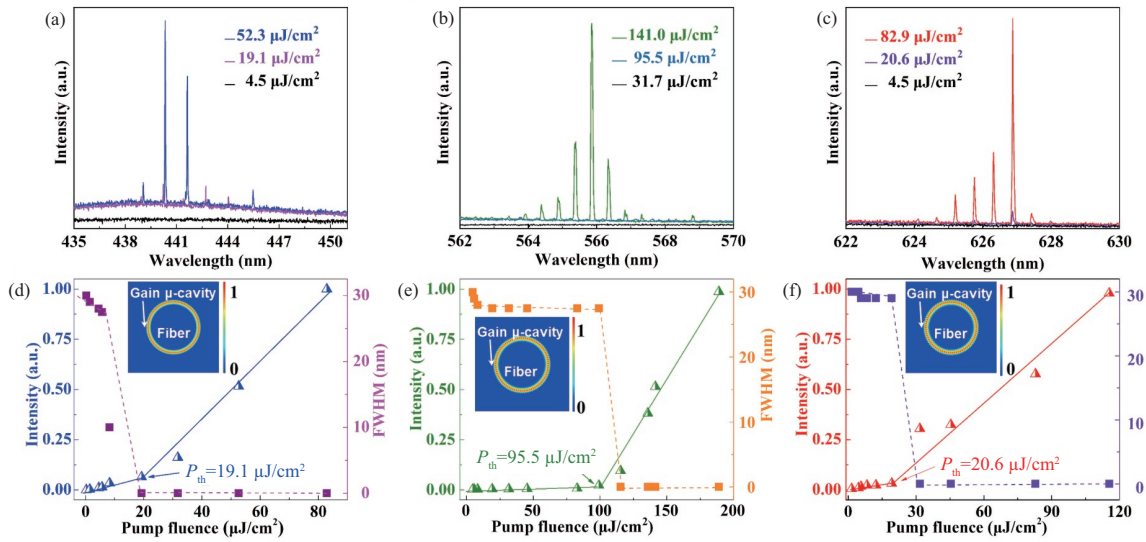 (a)
52.3 μJ/cm²
19.1 μJ/cm²
4.5 μJ/cm²
Intensity (a.u.)
435 438 441 444 447 450
Wavelength (nm)
(b)
141.0 μJ/cm²
95.5 μJ/cm²
31.7 μJ/cm²
Intensity (a.u.)
562 564 566 568 570
Wavelength (nm)
(c)
82.9 μJ/cm²
20.6 μJ/cm²
4.5 μJ/cm²
Intensity (a.u.)
622 624 626 628 630
Wavelength (nm)
(d)
1.00
0.75
0.50
0.25
0.00
Intensity (a.u.)
Gain μ-cavity
Fiber
1
0
Pth=19.1 μJ/cm²
30
20
10
0
FWHM (nm)
0 20 40 60 80
Pump fluence (μJ/cm²)
(e)
1.00
0.75
0.50
0.25
0.00
Intensity (a.u.)
Gain μ-cavity
Fiber
1
0
Pth=95.5 μJ/cm²
30
20
10
0
FWHM (nm)
0 50 100 150 200
Pump fluence (μJ/cm²)
(f)
1.00
0.75
0.50
0.25
0.00
Intensity (a.u.)
Gain μ-cavity
Fiber
1
0
Pth=20.6 μJ/cm²
30
20
10
0
FWHM (nm)
0 30 60 90 120
Pump fluence (μJ/cm²)